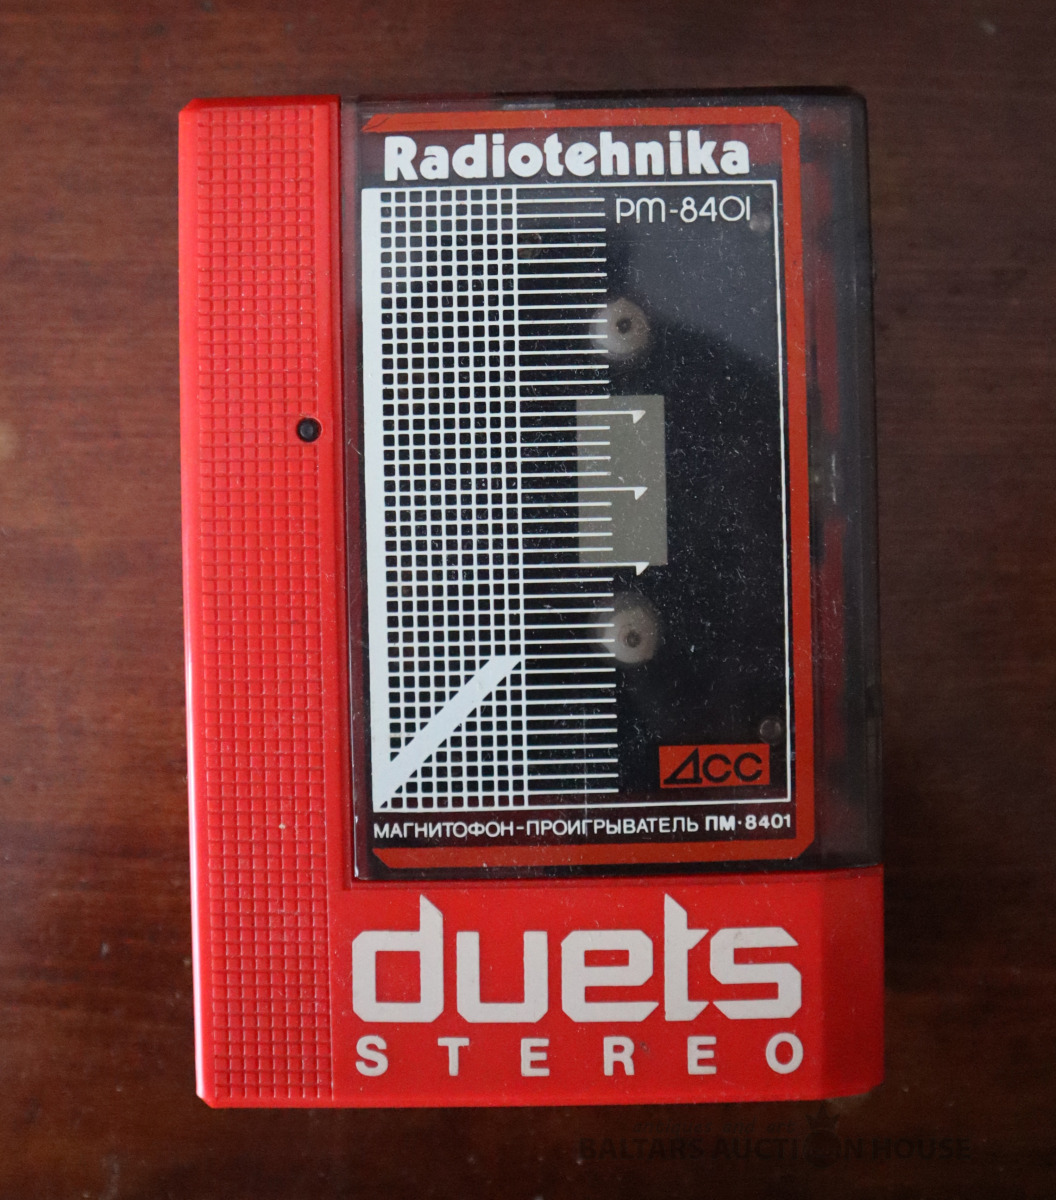 Radiotehnika
PM-8401
ДСС
МАГНИТОФОН-ПРОИГРЫВАТЕЛЬ ПМ·8401
duets
STEREO
BALTARS AUCTION HOUSE